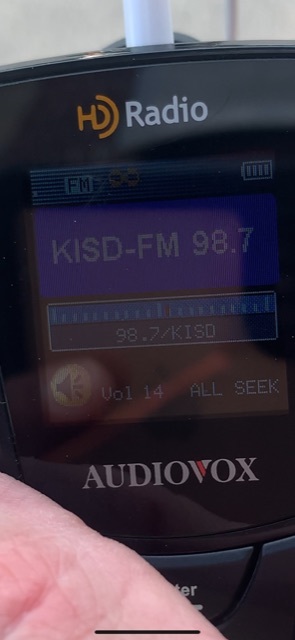 HD Radio
FM
KISD-FM 98.7
98.7/KISD
Vol 14 ALL SEEK
AUDIOVOX